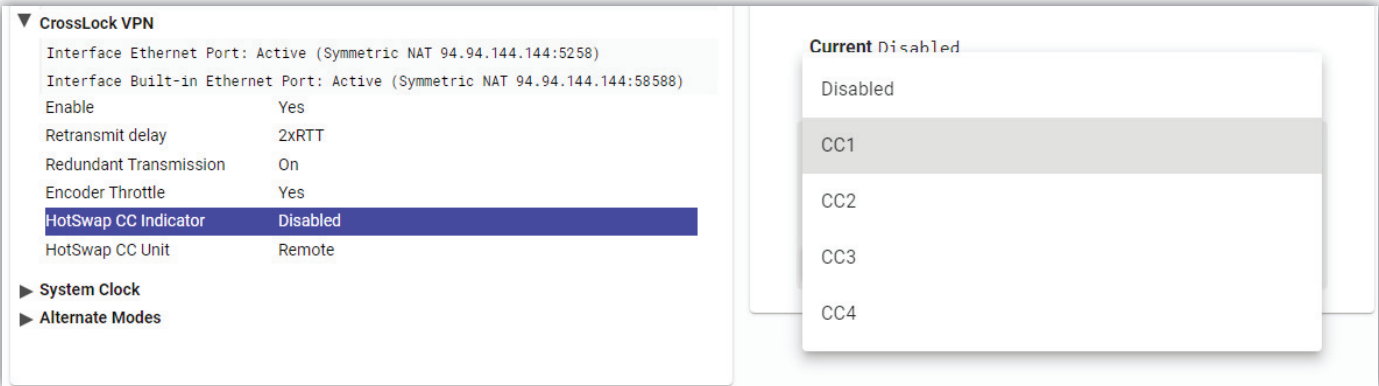 ▼ CrossLock VPN
Interface Ethernet Port: Active (Symmetric NAT 94.94.144.144:5258)
Interface Built-in Ethernet Port: Active (Symmetric NAT 94.94.144.144:58588)
Enable Yes
Retransmit delay 2xRTT
Redundant Transmission On
Encoder Throttle Yes
HotSwap CC Indicator Disabled
HotSwap CC Unit Remote
▶ System Clock
▶ Alternate Modes
Current Disabled
Disabled
CC1
CC2
CC3
CC4